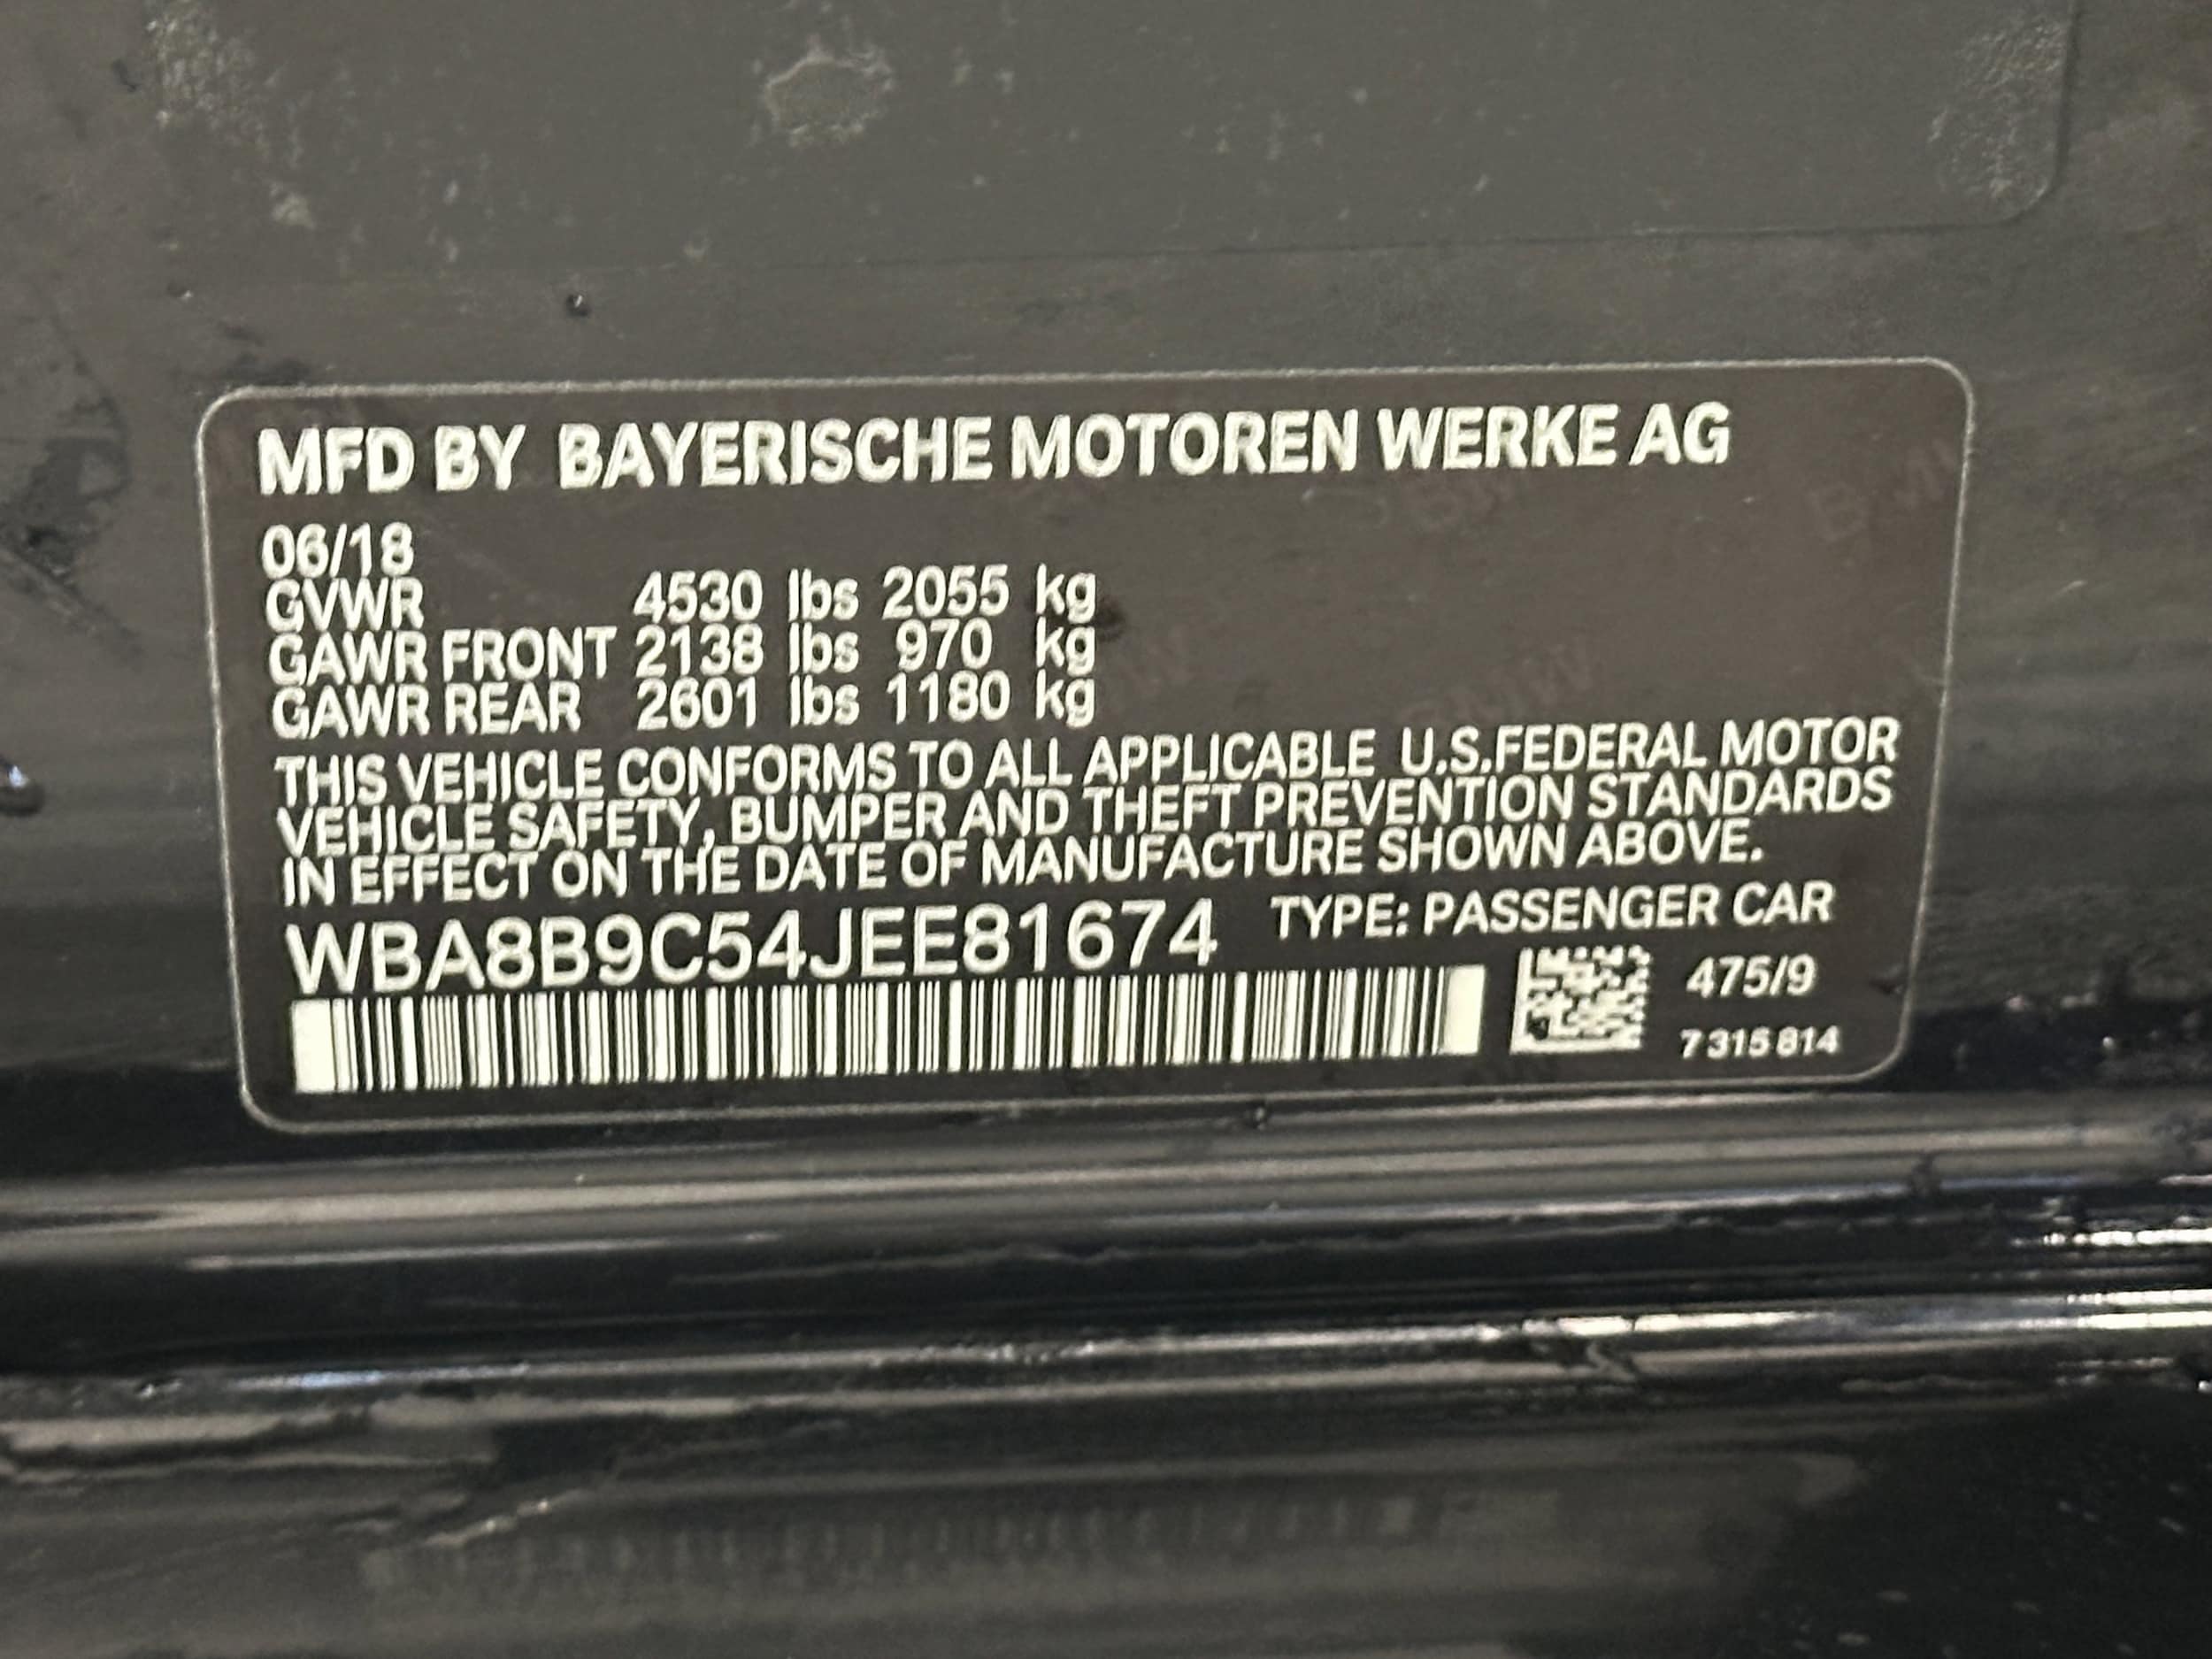 MFD BY BAYERISCHE MOTOREN WERKE AG
06/18
GVWR 4530 lbs 2055 kg
GAWR FRONT 2138 lbs 970 kg
GAWR REAR 2601 lbs 1180 kg
THIS VEHICLE CONFORMS TO ALL APPLICABLE U.S.FEDERAL MOTOR
VEHICLE SAFETY, BUMPER AND THEFT PREVENTION STANDARDS
IN EFFECT ON THE DATE OF MANUFACTURE SHOWN ABOVE.
WBA8B9C54JEE81674 TYPE: PASSENGER CAR
475/9
7 315 814